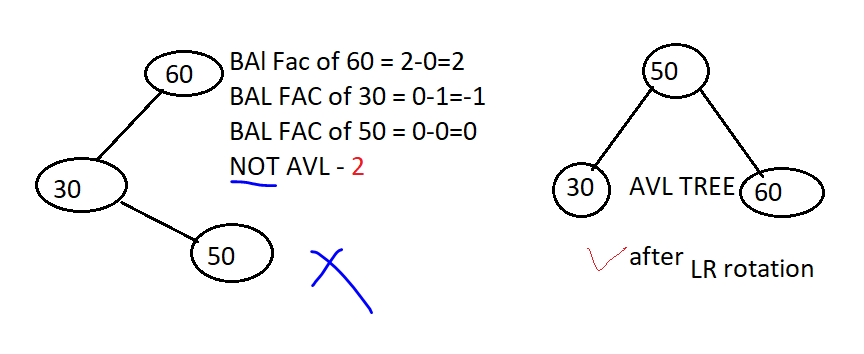 60
BAl Fac of 60 = 2-0=2
BAL FAC of 30 = 0-1=-1
BAL FAC of 50 = 0-0=0
NOT AVL - 2
30
50
50
30
AVL TREE
60
after LR rotation